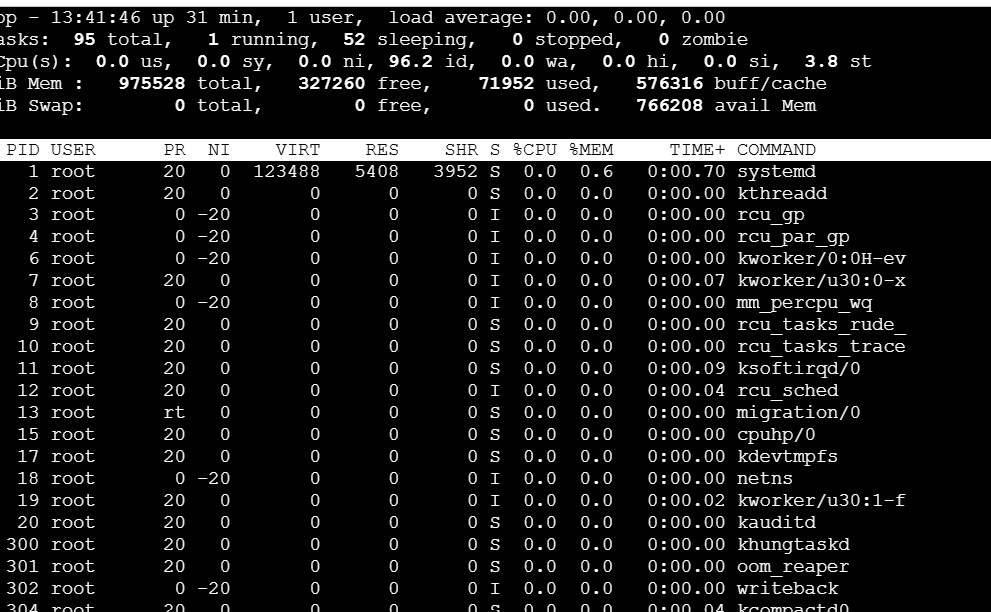 op - 13:41:46 up 31 min,  1 user,  load average: 0.00, 0.00, 0.00
asks:  95 total,   1 running,  52 sleeping,   0 stopped,   0 zombie
Cpu(s):  0.0 us,  0.0 sy,  0.0 ni, 96.2 id,  0.0 wa,  0.0 hi,  0.0 si,  3.8 st
iB Mem :   975528 total,   327260 free,    71952 used,   576316 buff/cache
iB Swap:        0 total,        0 free,        0 used.   766208 avail Mem
PID USER      PR  NI    VIRT    RES    SHR S %CPU %MEM     TIME+ COMMAND
1 root      20   0  123488   5408   3952 S  0.0  0.6   0:00.70 systemd
2 root      20   0       0      0      0 S  0.0  0.0   0:00.00 kthreadd
3 root       0 -20       0      0      0 I  0.0  0.0   0:00.00 rcu_gp
4 root       0 -20       0      0      0 I  0.0  0.0   0:00.00 rcu_par_gp
6 root       0 -20       0      0      0 I  0.0  0.0   0:00.00 kworker/0:0H-ev
7 root      20   0       0      0      0 I  0.0  0.0   0:00.07 kworker/u30:0-x
8 root       0 -20       0      0      0 I  0.0  0.0   0:00.00 mm_percpu_wq
9 root      20   0       0      0      0 S  0.0  0.0   0:00.00 rcu_tasks_rude_
10 root      20   0       0      0      0 S  0.0  0.0   0:00.00 rcu_tasks_trace
11 root      20   0       0      0      0 S  0.0  0.0   0:00.09 ksoftirqd/0
12 root      20   0       0      0      0 I  0.0  0.0   0:00.04 rcu_sched
13 root      rt   0       0      0      0 S  0.0  0.0   0:00.00 migration/0
15 root      20   0       0      0      0 S  0.0  0.0   0:00.00 cpuhp/0
17 root      20   0       0      0      0 S  0.0  0.0   0:00.00 kdevtmpfs
18 root       0 -20       0      0      0 I  0.0  0.0   0:00.00 netns
19 root      20   0       0      0      0 I  0.0  0.0   0:00.02 kworker/u30:1-f
20 root      20   0       0      0      0 S  0.0  0.0   0:00.00 kauditd
300 root      20   0       0      0      0 S  0.0  0.0   0:00.00 khungtaskd
301 root      20   0       0      0      0 S  0.0  0.0   0:00.00 oom_reaper
302 root       0 -20       0      0      0 I  0.0  0.0   0:00.00 writeback
304 root      20   0       0      0      0 S  0.0  0.0   0:00.04 kcompactd0